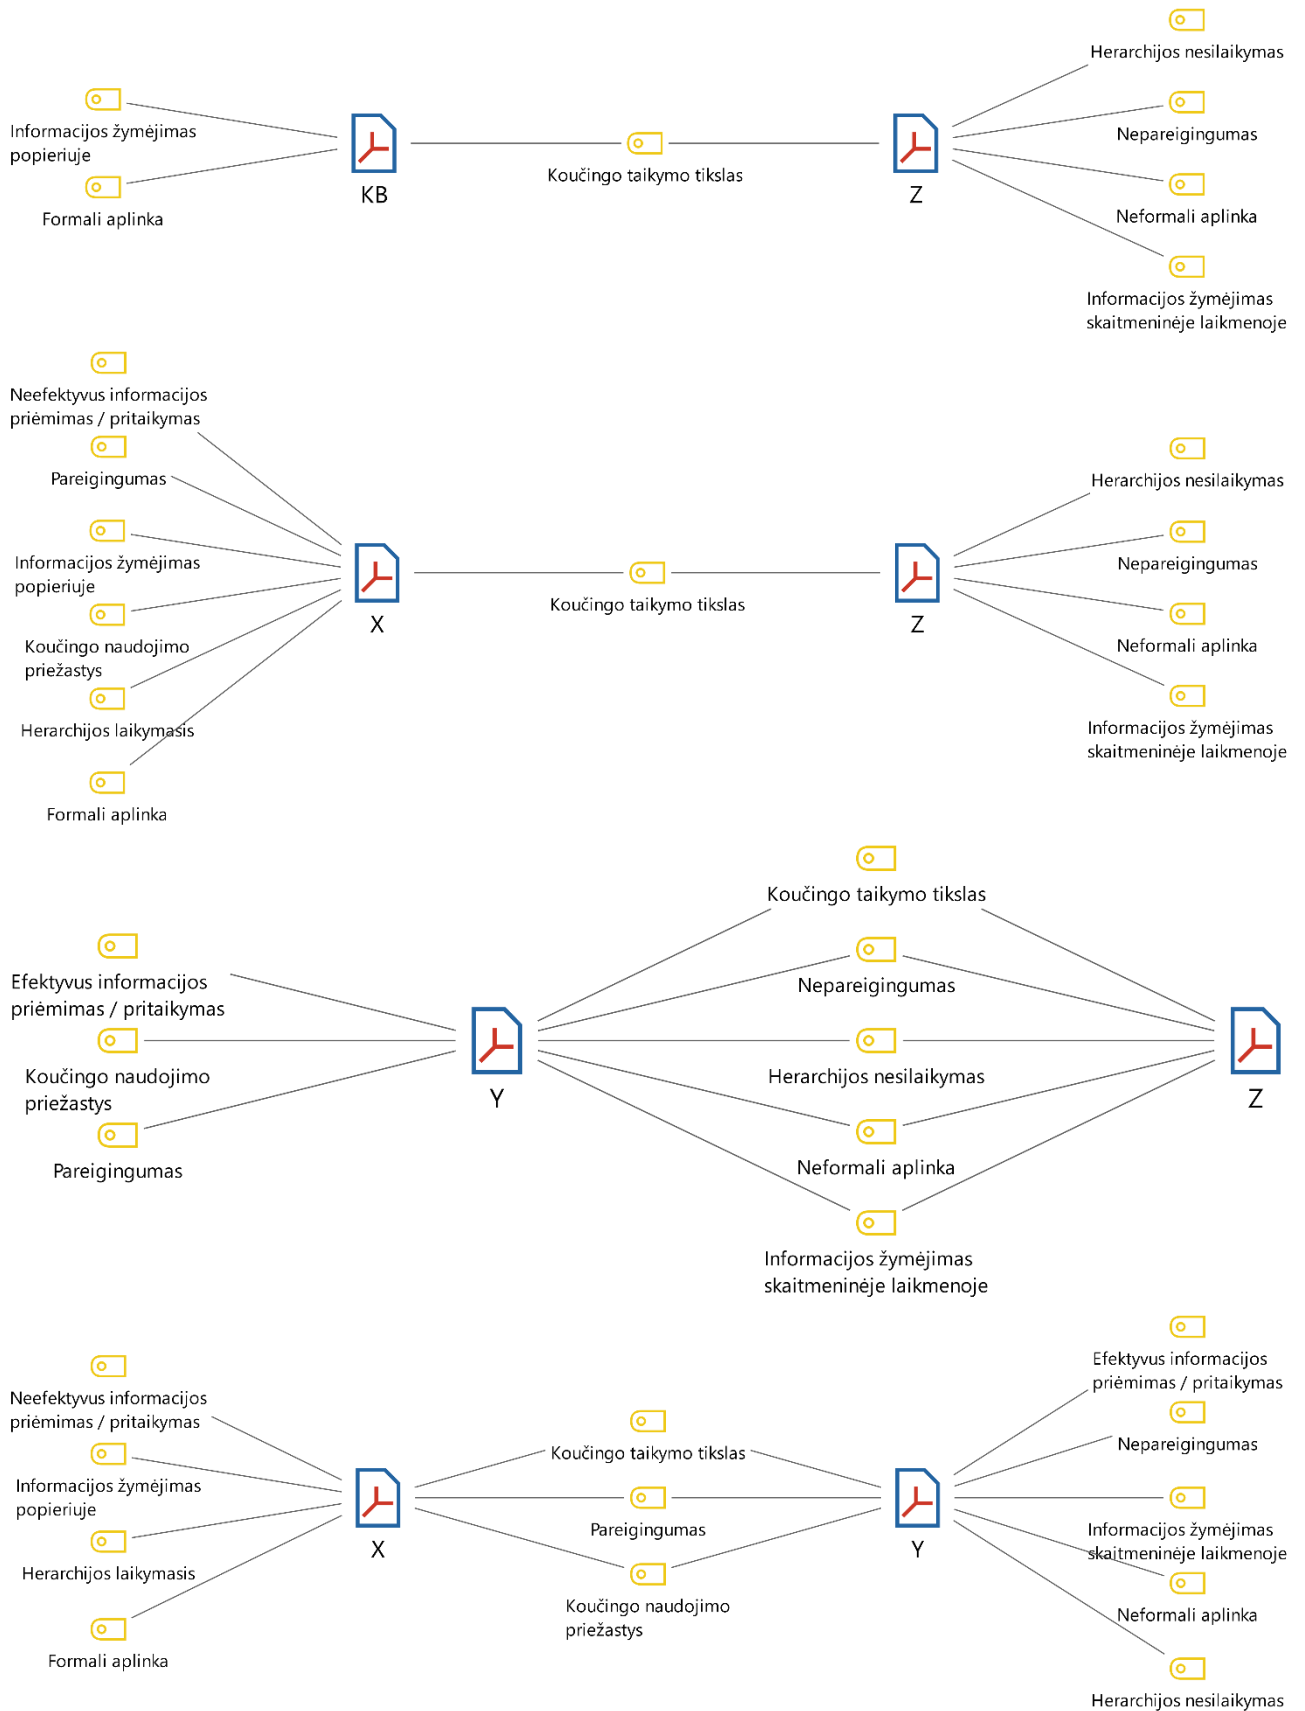 Herarchijos nesilaikymas
Informacijos žymėjimas
popieriuje
Nepareigingumas
KB
Koučingo taikymo tikslas
Z
Formali aplinka
Neformali aplinka
Informacijos žymėjimas
skaitmeninėje laikmenoje
Neefektyvus informacijos
priėmimas / pritaikymas
Pareigingumas
Herarchijos nesilaikymas
Informacijos žymėjimas
popieriuje
Nepareigingumas
X
Koučingo taikymo tikslas
Z
Koučingo naudojimo
priežastys
Neformali aplinka
Herarchijos laikymasis
Informacijos žymėjimas
skaitmeninėje laikmenoje
Formali aplinka
Koučingo taikymo tikslas
Efektyvus informacijos
priėmimas / pritaikymas
Nepareigingumas
Koučingo naudojimo
priežastys
Herarchijos nesilaikymas
Y
Z
Pareigingumas
Neformali aplinka
Informacijos žymėjimas
skaitmeninėje laikmenoje
Efektyvus informacijos
priėmimas / pritaikymas
Neefektyvus informacijos
priėmimas / pritaikymas
Koučingo taikymo tikslas
Nepareigingumas
Informacijos žymėjimas
popieriuje
Pareigingumas
Informacijos žymėjimas
skaitmeninėje laikmenoje
X
Y
Herarchijos laikymasis
Koučingo naudojimo
priežastys
Neformali aplinka
Formali aplinka
Herarchijos nesilaikymas